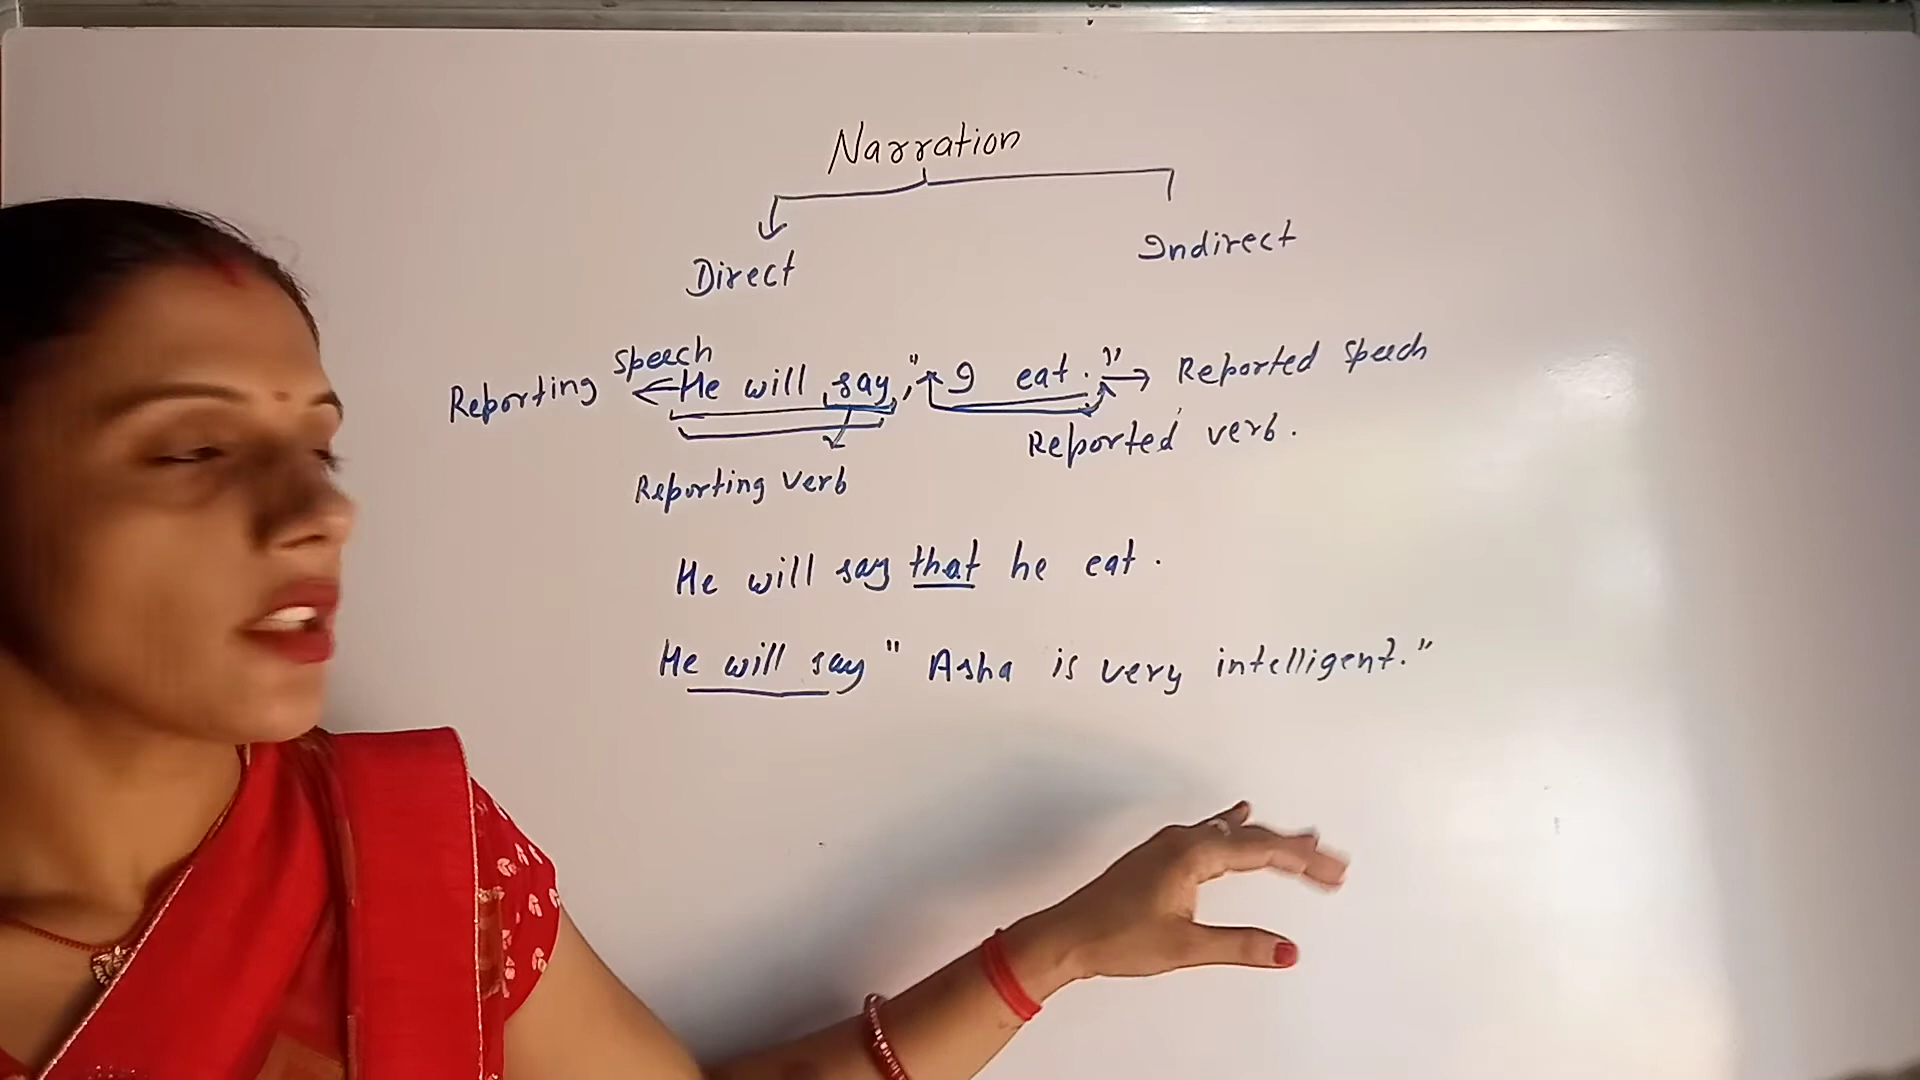 Narration
Direct
Indirect
Reporting Speech He will say, " I eat. " Reported Speech
Reported verb.
Reporting verb
He will say that he eat .
He will say " Asha is very intelligent. "